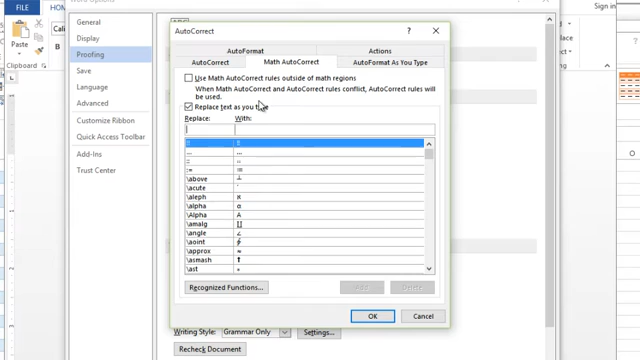 FILE
Word Options
Sign in
General
ABC
Paste
Display
Proofing
Save
Language
Advanced
Customize Ribbon
Quick Access Toolbar
Add-Ins
Trust Center
AutoCorrect
? 
AutoFormat
Actions
AutoCorrect
Math AutoCorrect
AutoFormat As You Type
Use Math AutoCorrect rules outside of math regions
When Math AutoCorrect and AutoCorrect rules conflict, AutoCorrect rules will
be used.
Replace text as you type
Replace:
With:
!! ‼
... …
:: ∷
:= ≔
\above ┴
\acute ́
\aleph ℵ
\alpha α
\Alpha Α
\amalg ∐
\angle ∠
\aoint ∳
\approx ≈
\asmash ⬆
\ast ∗
Recognized Functions...
Add
Delete
OK
Cancel
Writing Style:
Grammar Only
Settings...
Recheck Document